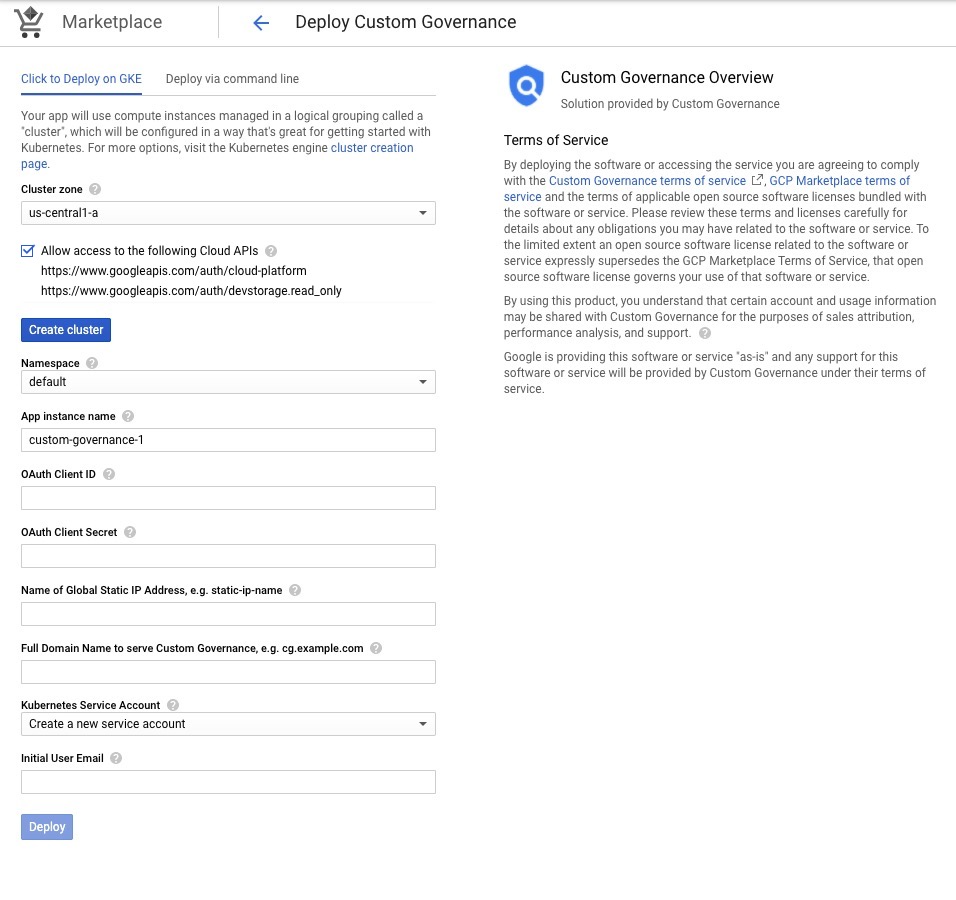 Marketplace
Deploy Custom Governance
Click to Deploy on GKE
Deploy via command line
Your app will use compute instances managed in a logical grouping called a
"cluster", which will be configured in a way that's great for getting started with
Kubernetes. For more options, visit the Kubernetes engine cluster creation
page.
Cluster zone
us-central1-a
Allow access to the following Cloud APIs
https://www.googleapis.com/auth/cloud-platform
https://www.googleapis.com/auth/devstorage.read_only
Create cluster
Namespace
default
App instance name
custom-governance-1
OAuth Client ID
OAuth Client Secret
Name of Global Static IP Address, e.g. static-ip-name
Full Domain Name to serve Custom Governance, e.g. cg.example.com
Kubernetes Service Account
Create a new service account
Initial User Email
Deploy
Custom Governance Overview
Solution provided by Custom Governance
Terms of Service
By deploying the software or accessing the service you are agreeing to comply
with the Custom Governance terms of service , GCP Marketplace terms of
service and the terms of applicable open source software licenses bundled with
the software or service. Please review these terms and licenses carefully for
details about any obligations you may have related to the software or service. To
the limited extent an open source software license related to the software or
service expressly supersedes the GCP Marketplace Terms of Service, that open
source software license governs your use of that software or service.
By using this product, you understand that certain account and usage information
may be shared with Custom Governance for the purposes of sales attribution,
performance analysis, and support.
Google is providing this software or service "as-is" and any support for this
software or service will be provided by Custom Governance under their terms of
service.